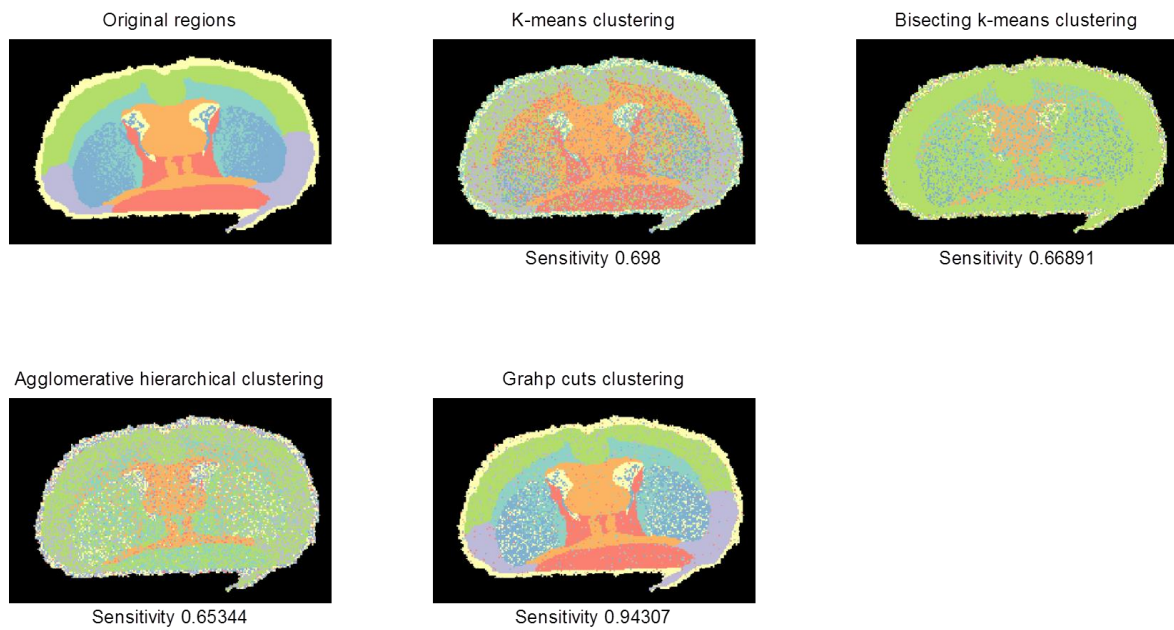 Original regions
K-means clustering
Bisecting k-means clustering
Sensitivity 0.698
Sensitivity 0.66891
Agglomerative hierarchical clustering
Grahp cuts clustering
Sensitivity 0.65344
Sensitivity 0.94307